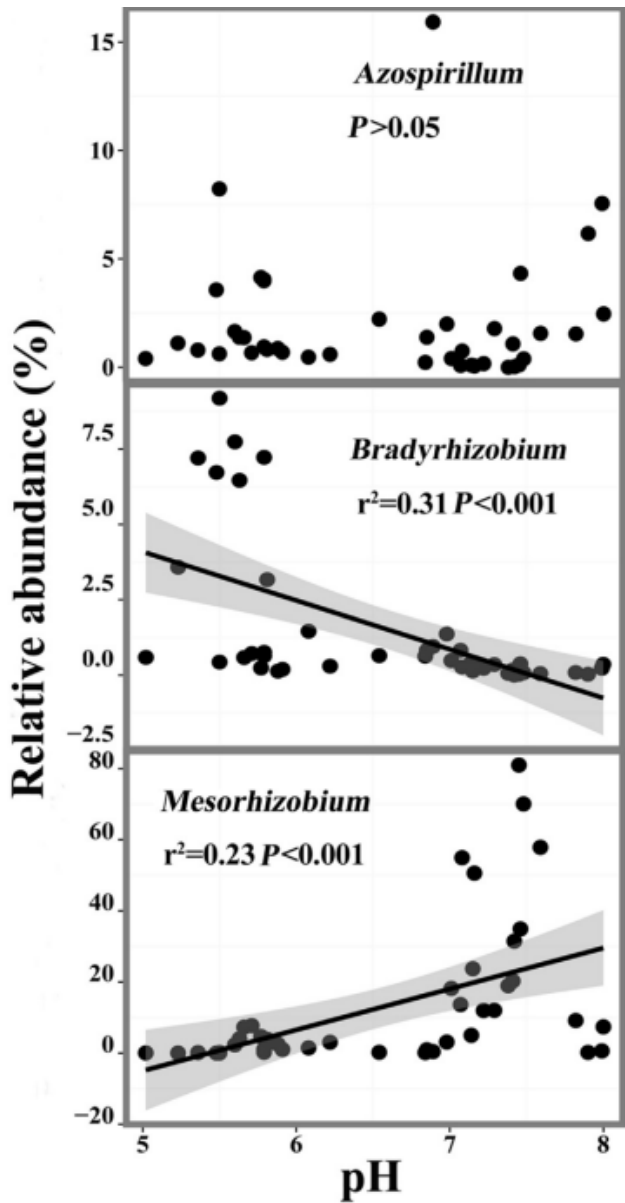 Relative abundance (%)
15
10
5
0
Azospirillum
P>0.05
7.5
5.0
2.5
0.0
−2.5
Bradyrhizobium
r²=0.31 P<0.001
80
60
40
20
0
−20
Mesorhizobium
r²=0.23 P<0.001
5 6 7 8
pH